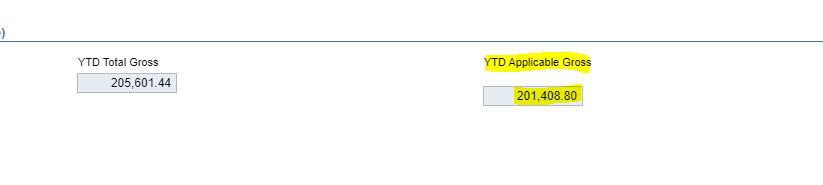 )
YTD Total Gross
YTD Applicable Gross
205,601.44
201,408.80